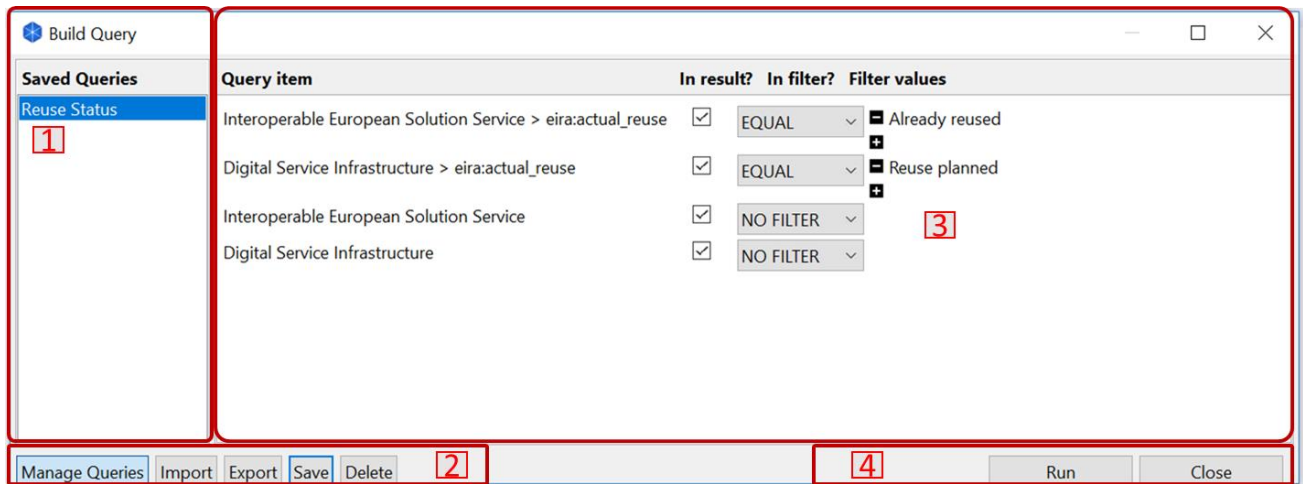 Build Query
Saved Queries
Reuse Status
1
Query item In result? In filter? Filter values
Interoperable European Solution Service > eira:actual_reuse EQUAL Already reused
Digital Service Infrastructure > eira:actual_reuse EQUAL Reuse planned
Interoperable European Solution Service NO FILTER
3
Digital Service Infrastructure NO FILTER
Manage Queries Import Export Save Delete 2
4 Run Close